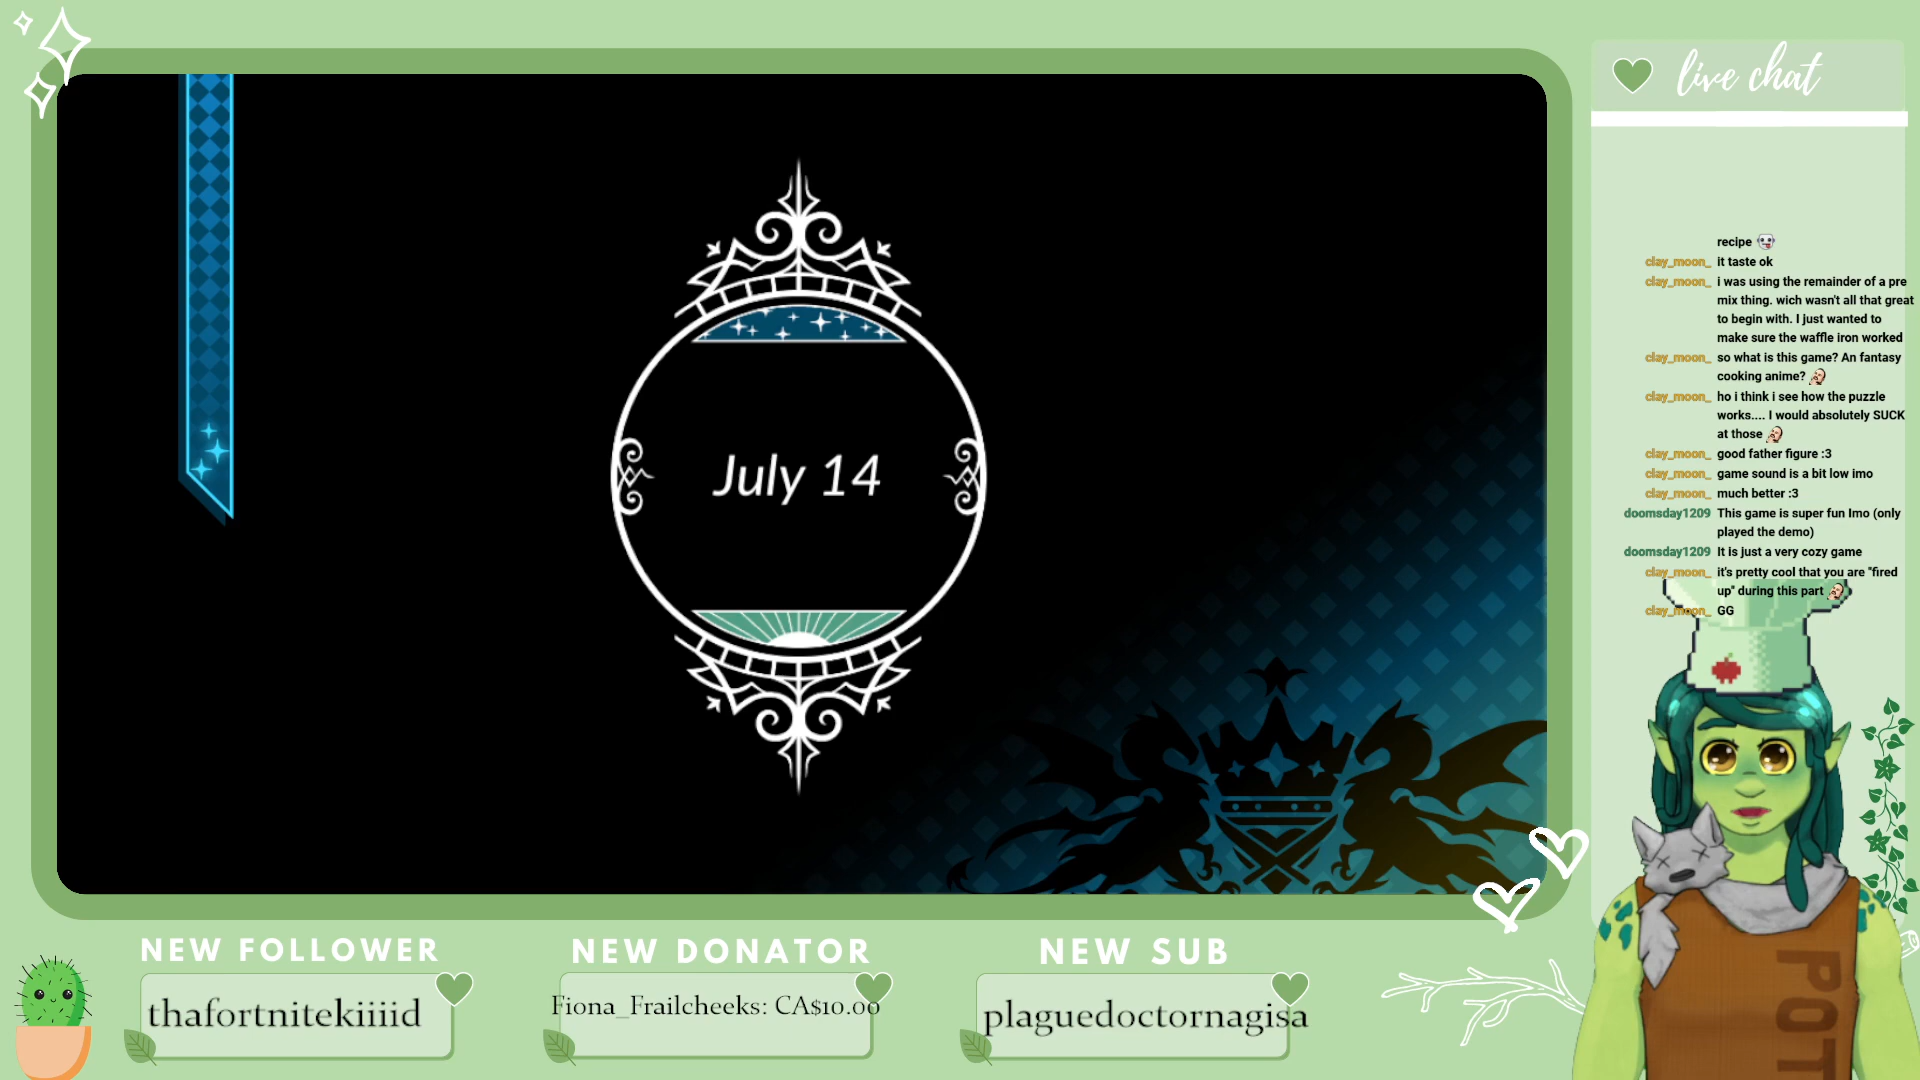 live chat
July 14
recipe
clay_moon_ it taste ok
clay_moon_ i was using the remainder of a pre
mix thing. wich wasn't all that great
to begin with. I just wanted to
make sure the waffle iron worked
clay_moon_ so what is this game? An fantasy
cooking anime?
clay_moon_ ho i think i see how the puzzle
works.... I would absolutely SUCK
at those
clay_moon_ good father figure :3
clay_moon_ game sound is a bit low imo
clay_moon_ much better :3
doomsday1209 This game is super fun Imo (only
played the demo)
doomsday1209 It is just a very cozy game
clay_moon_ it's pretty cool that you are "fired
up" during this part
clay_moon_ GG
NEW FOLLOWER
thafortnitekiiiid
NEW DONATOR
Fiona_Frailcheeks: CA$10.00
NEW SUB
plaguedoctornagisa
POT